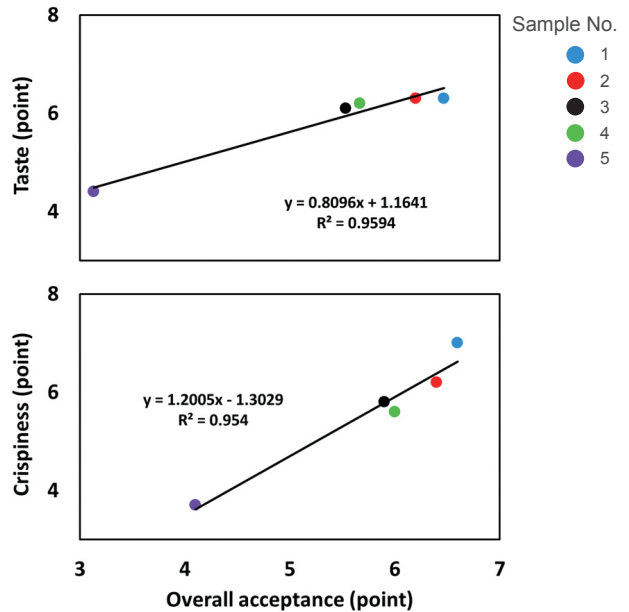 Sample No.
1
2
3
4
5
8
6
4
Taste (point)
y = 0.8096x + 1.1641
R² = 0.9594
8
6
4
Crispiness (point)
y = 1.2005x - 1.3029
R² = 0.954
3 4 5 6 7
Overall acceptance (point)